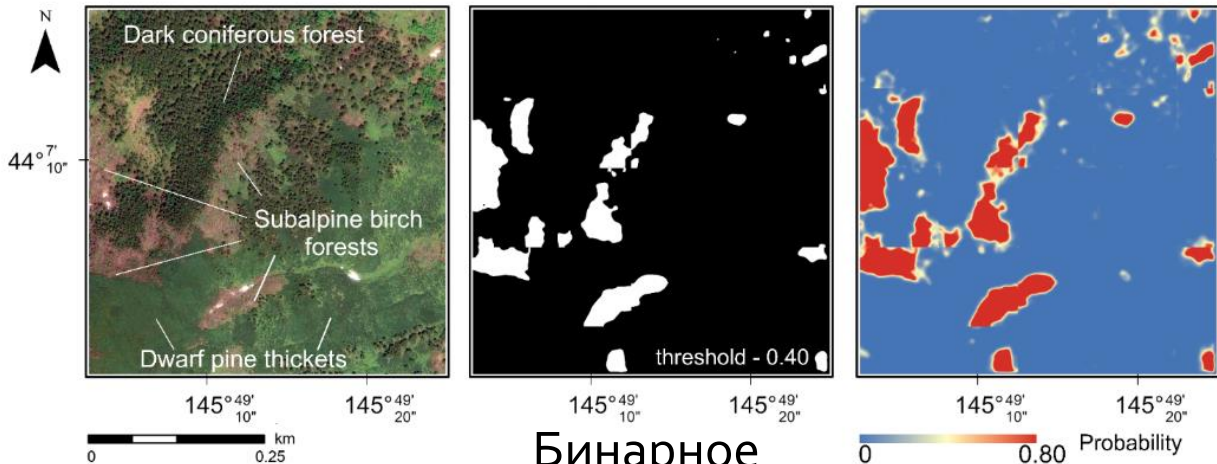 N
Dark coniferous forest
44° 7' 10"
Subalpine birch
forests
Dwarf pine thickets
threshold - 0.40
145° 49' 10"
145° 49' 20"
145° 49' 10"
145° 49' 20"
145° 49' 10"
145° 49' 20"
0
0.25
km
Бинарное
0
0.80
Probability